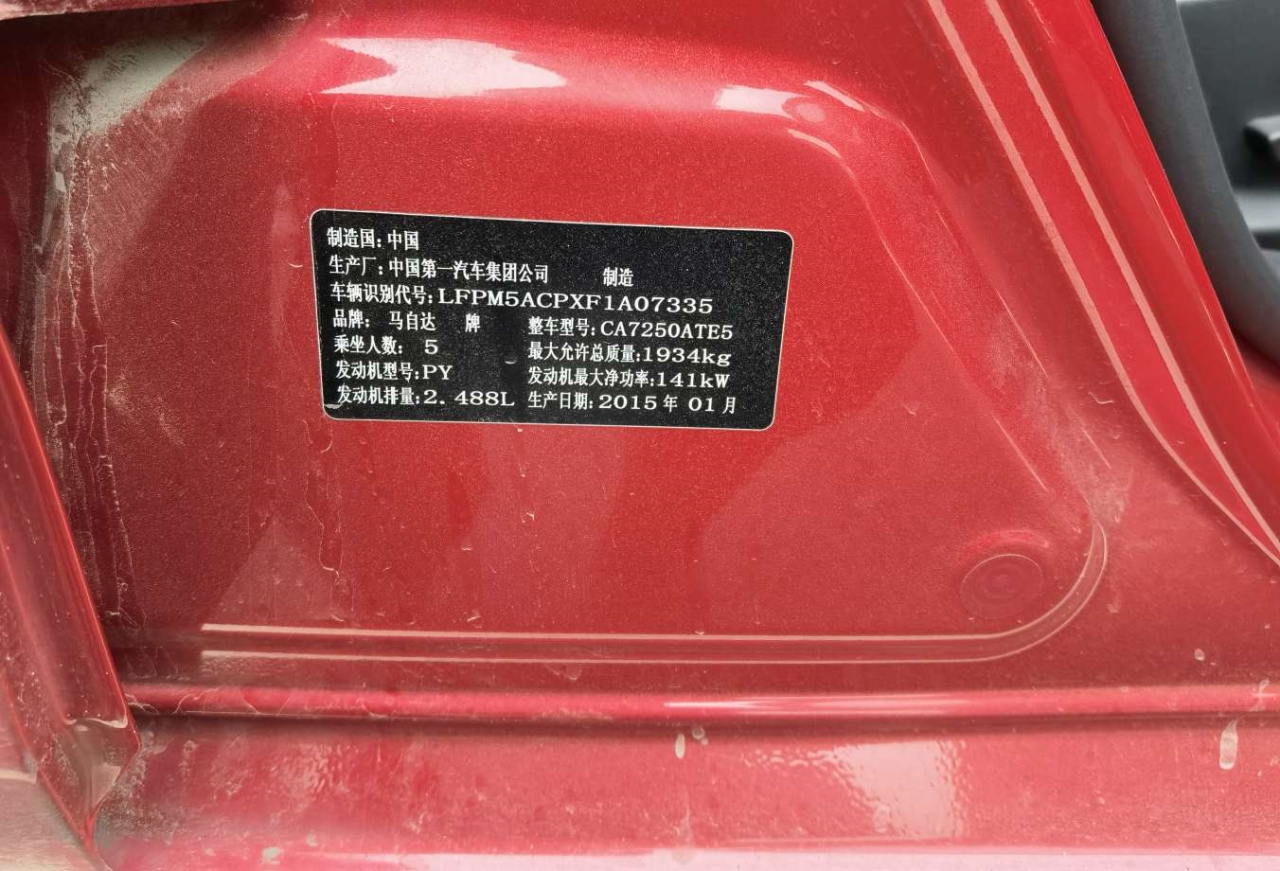 制造国:中国
生产厂:中国第一汽车集团公司 制造
车辆识别代号:LFPM5ACPXF1A07335
品牌: 马自达 牌 整车型号:CA7250ATE5
乘坐人数: 5 最大允许总质量:1934kg
发动机型号:PY 发动机最大净功率:141kW
发动机排量:2.488L 生产日期:2015年 01月